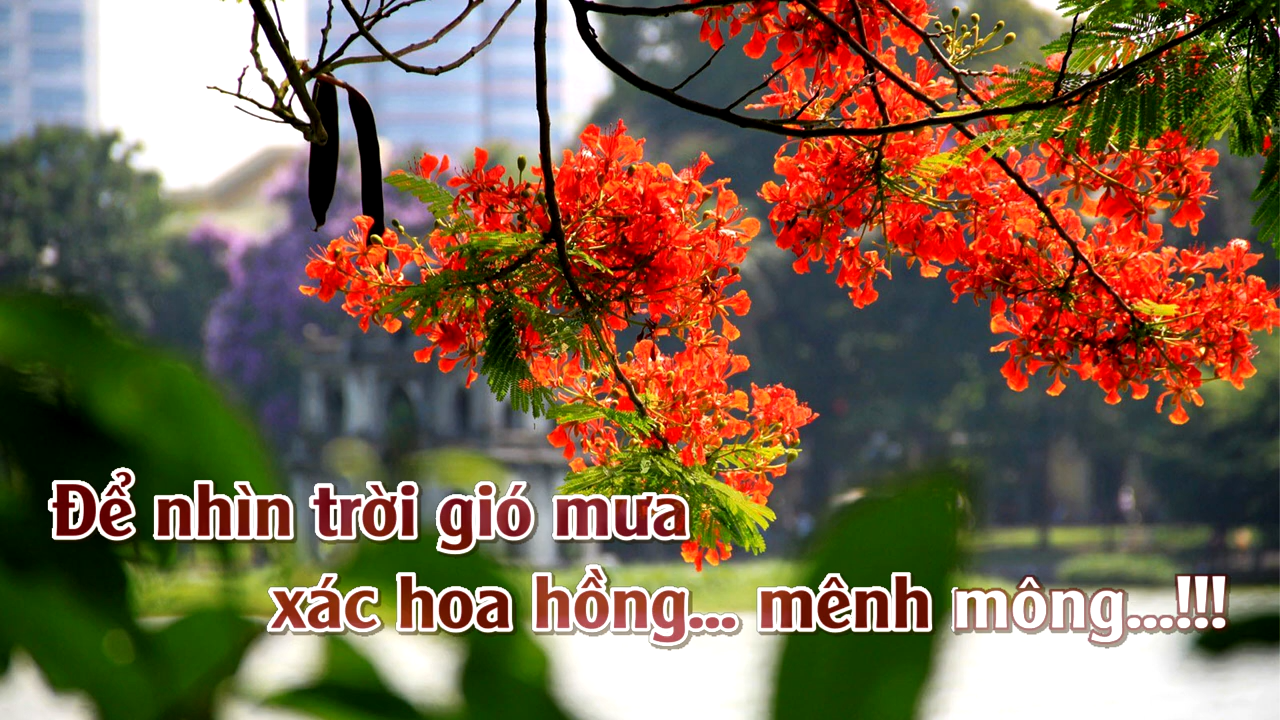 Để nhìn trời gió mưa
xác hoa hồng... mênh mông...!!!